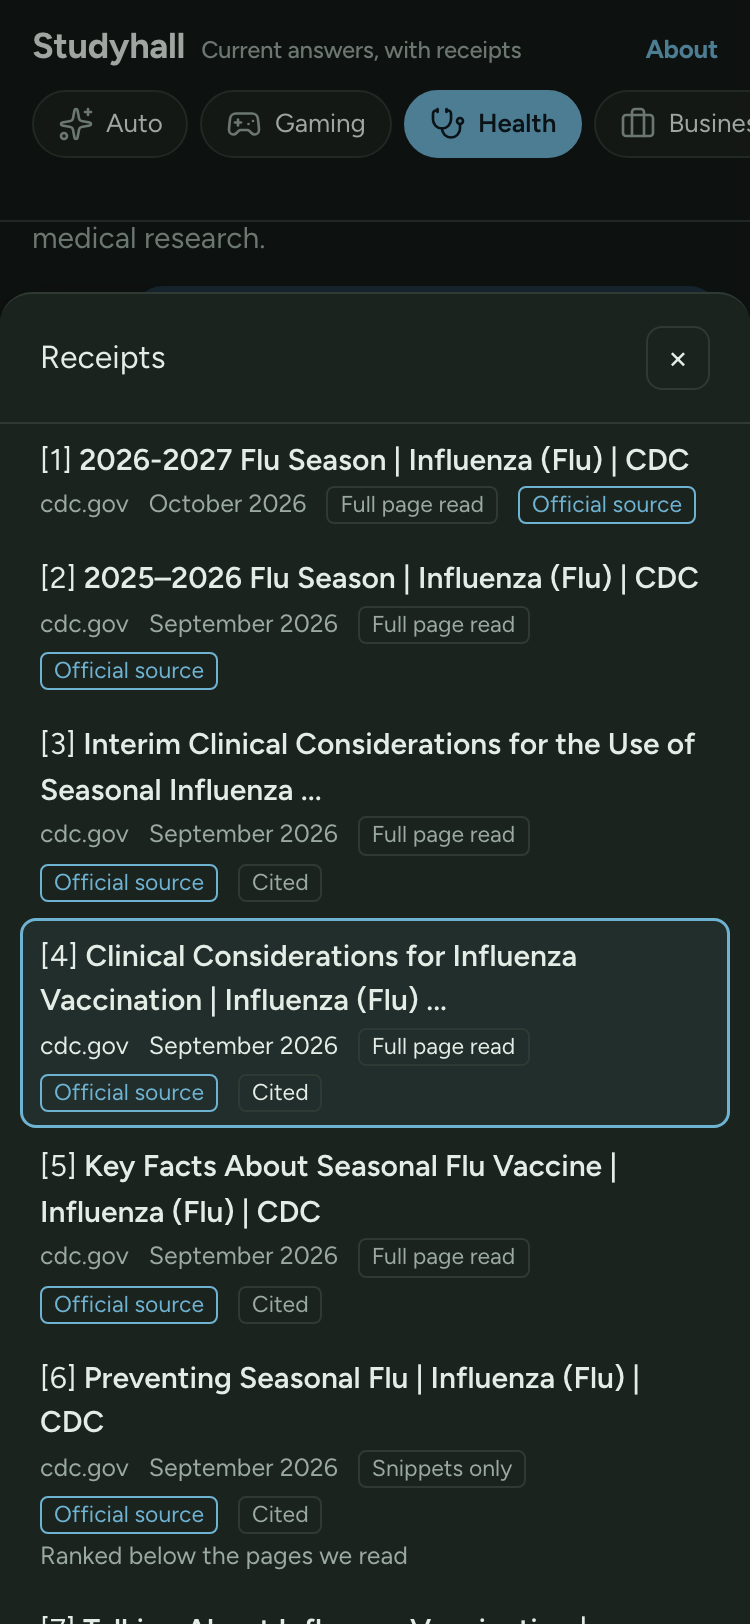 Studyhall Current answers, with receipts About
Auto Gaming Health Busines
medical research.
Receipts
×
[1] 2026-2027 Flu Season | Influenza (Flu) | CDC
cdc.gov October 2026 Full page read Official source
[2] 2025–2026 Flu Season | Influenza (Flu) | CDC
cdc.gov September 2026 Full page read
Official source
[3] Interim Clinical Considerations for the Use of
Seasonal Influenza ...
cdc.gov September 2026 Full page read
Official source Cited
[4] Clinical Considerations for Influenza
Vaccination | Influenza (Flu) ...
cdc.gov September 2026 Full page read
Official source Cited
[5] Key Facts About Seasonal Flu Vaccine |
Influenza (Flu) | CDC
cdc.gov September 2026 Full page read
Official source Cited
[6] Preventing Seasonal Flu | Influenza (Flu) |
CDC
cdc.gov September 2026 Snippets only
Official source Cited
Ranked below the pages we read